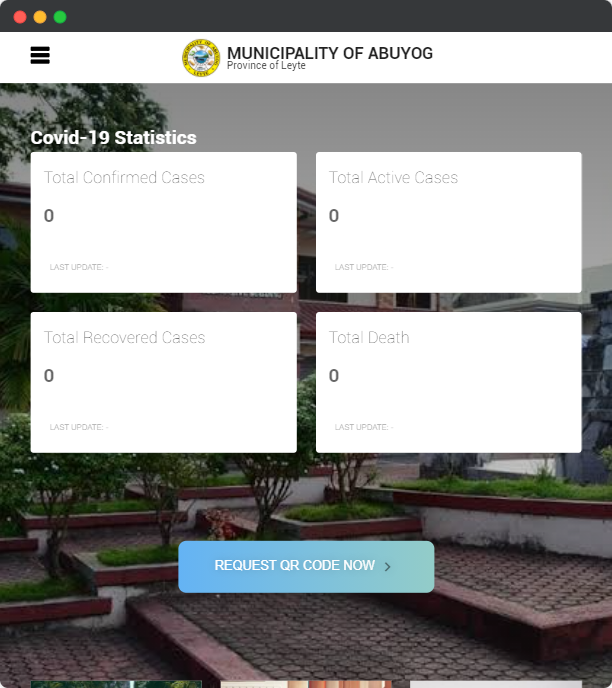 MUNICIPALITY OF ABUYOG
Province of Leyte
Covid-19 Statistics
Total Confirmed Cases
0
LAST UPDATE: -
Total Active Cases
0
LAST UPDATE: -
Total Recovered Cases
0
LAST UPDATE: -
Total Death
0
LAST UPDATE: -
REQUEST QR CODE NOW